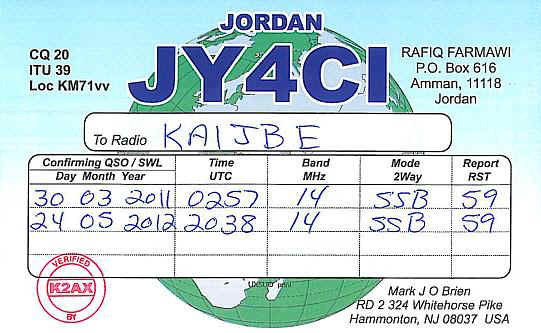 JORDAN
JY4CI
CQ 20
ITU 39
Loc KM71vv
RAFIQ FARMAWI
P.O. Box 616
Amman, 11118
Jordan
To Radio KA1JBE
Confirming QSO / SWL Time Band Mode Report
Day Month Year UTC MHz 2Way RST
30 03 2011 0257 14 SSB 59
24 05 2012 2038 14 SSB 59
VERIFIED
K2AX
BY
Mark J O Brien
RD 2 324 Whitehorse Pike
Hammonton, NJ 08037 USA